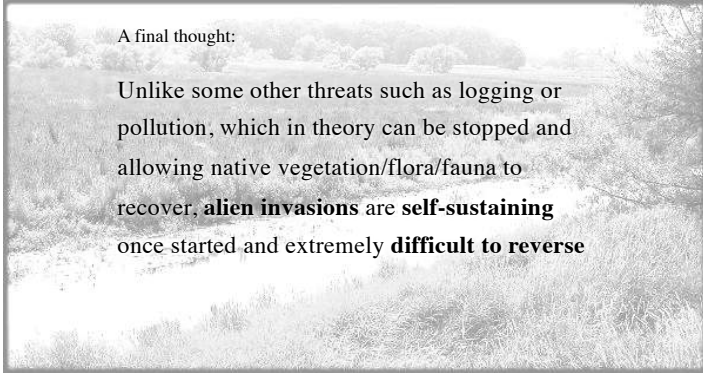 A final thought:
Unlike some other threats such as logging or
pollution, which in theory can be stopped and
allowing native vegetation/flora/fauna to
recover, alien invasions are self-sustaining
once started and extremely difficult to reverse